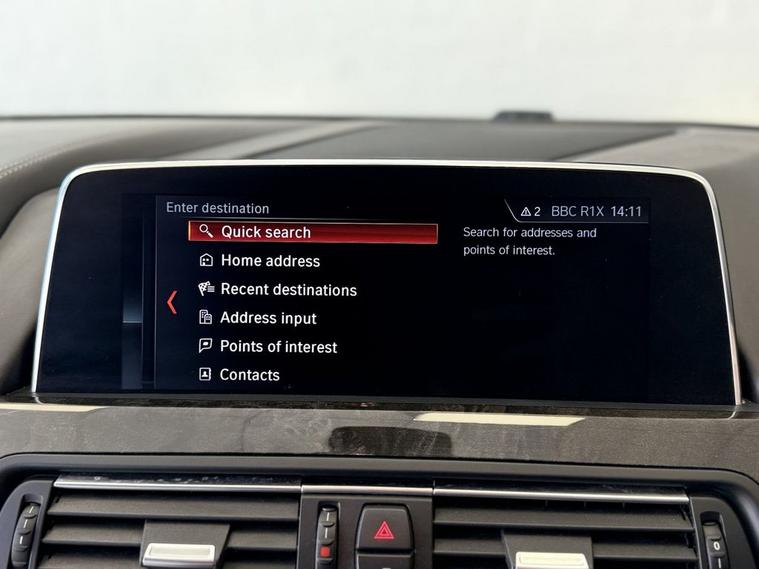 Enter destination
2 BBC R1X 14:11
Quick search
Search for addresses and
points of interest.
Home address
Recent destinations
Address input
Points of interest
Contacts
0